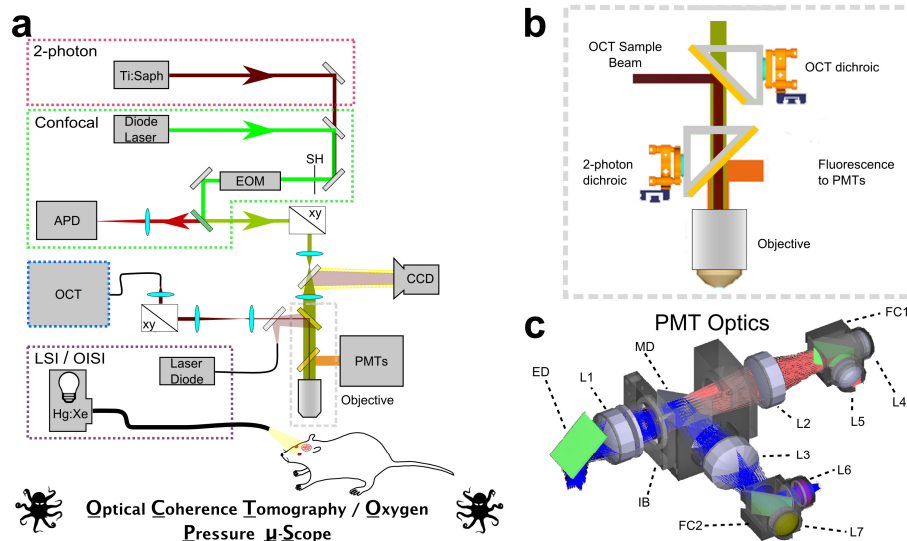 a
2-photon
Ti:Saph
Confocal
Diode
Laser
SH
EOM
APD
xy
CCD
OCT
xy
PMTs
LSI / OISI
Laser
Diode
Hg:Xe
Objective
Optical Coherence Tomography / Oxygen
Pressure µ-Scope
b
OCT Sample
Beam
OCT dichroic
2-photon
dichroic
Fluorescence
to PMTs
Objective
c
PMT Optics
FC1
MD
ED
L1
L4
L5
L2
L3
L6
IB
FC2
L7